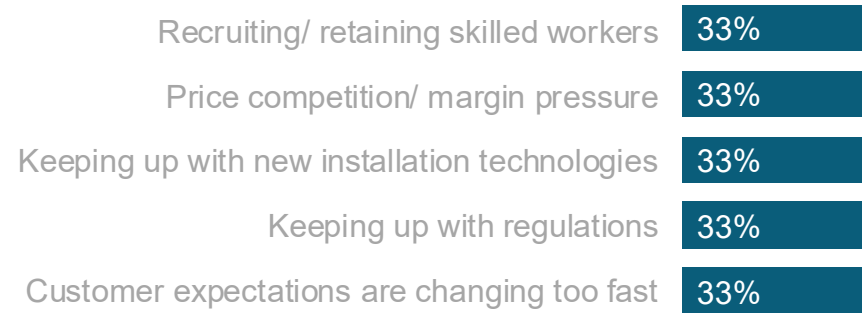 Recruiting/ retaining skilled workers 33%
Price competition/ margin pressure 33%
Keeping up with new installation technologies 33%
Keeping up with regulations 33%
Customer expectations are changing too fast 33%